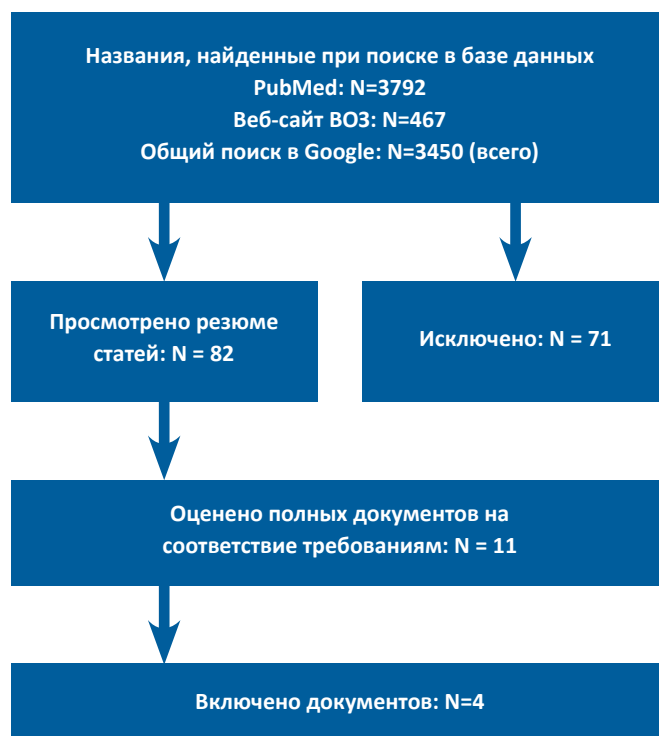 Названия, найденные при поиске в базе данных
PubMed: N=3792
Веб-сайт ВОЗ: N=467
Общий поиск в Google: N=3450 (всего)
Просмотрено резюме
статей: N = 82
Исключено: N = 71
Оценено полных документов на
соответствие требованиям: N = 11
Включено документов: N=4